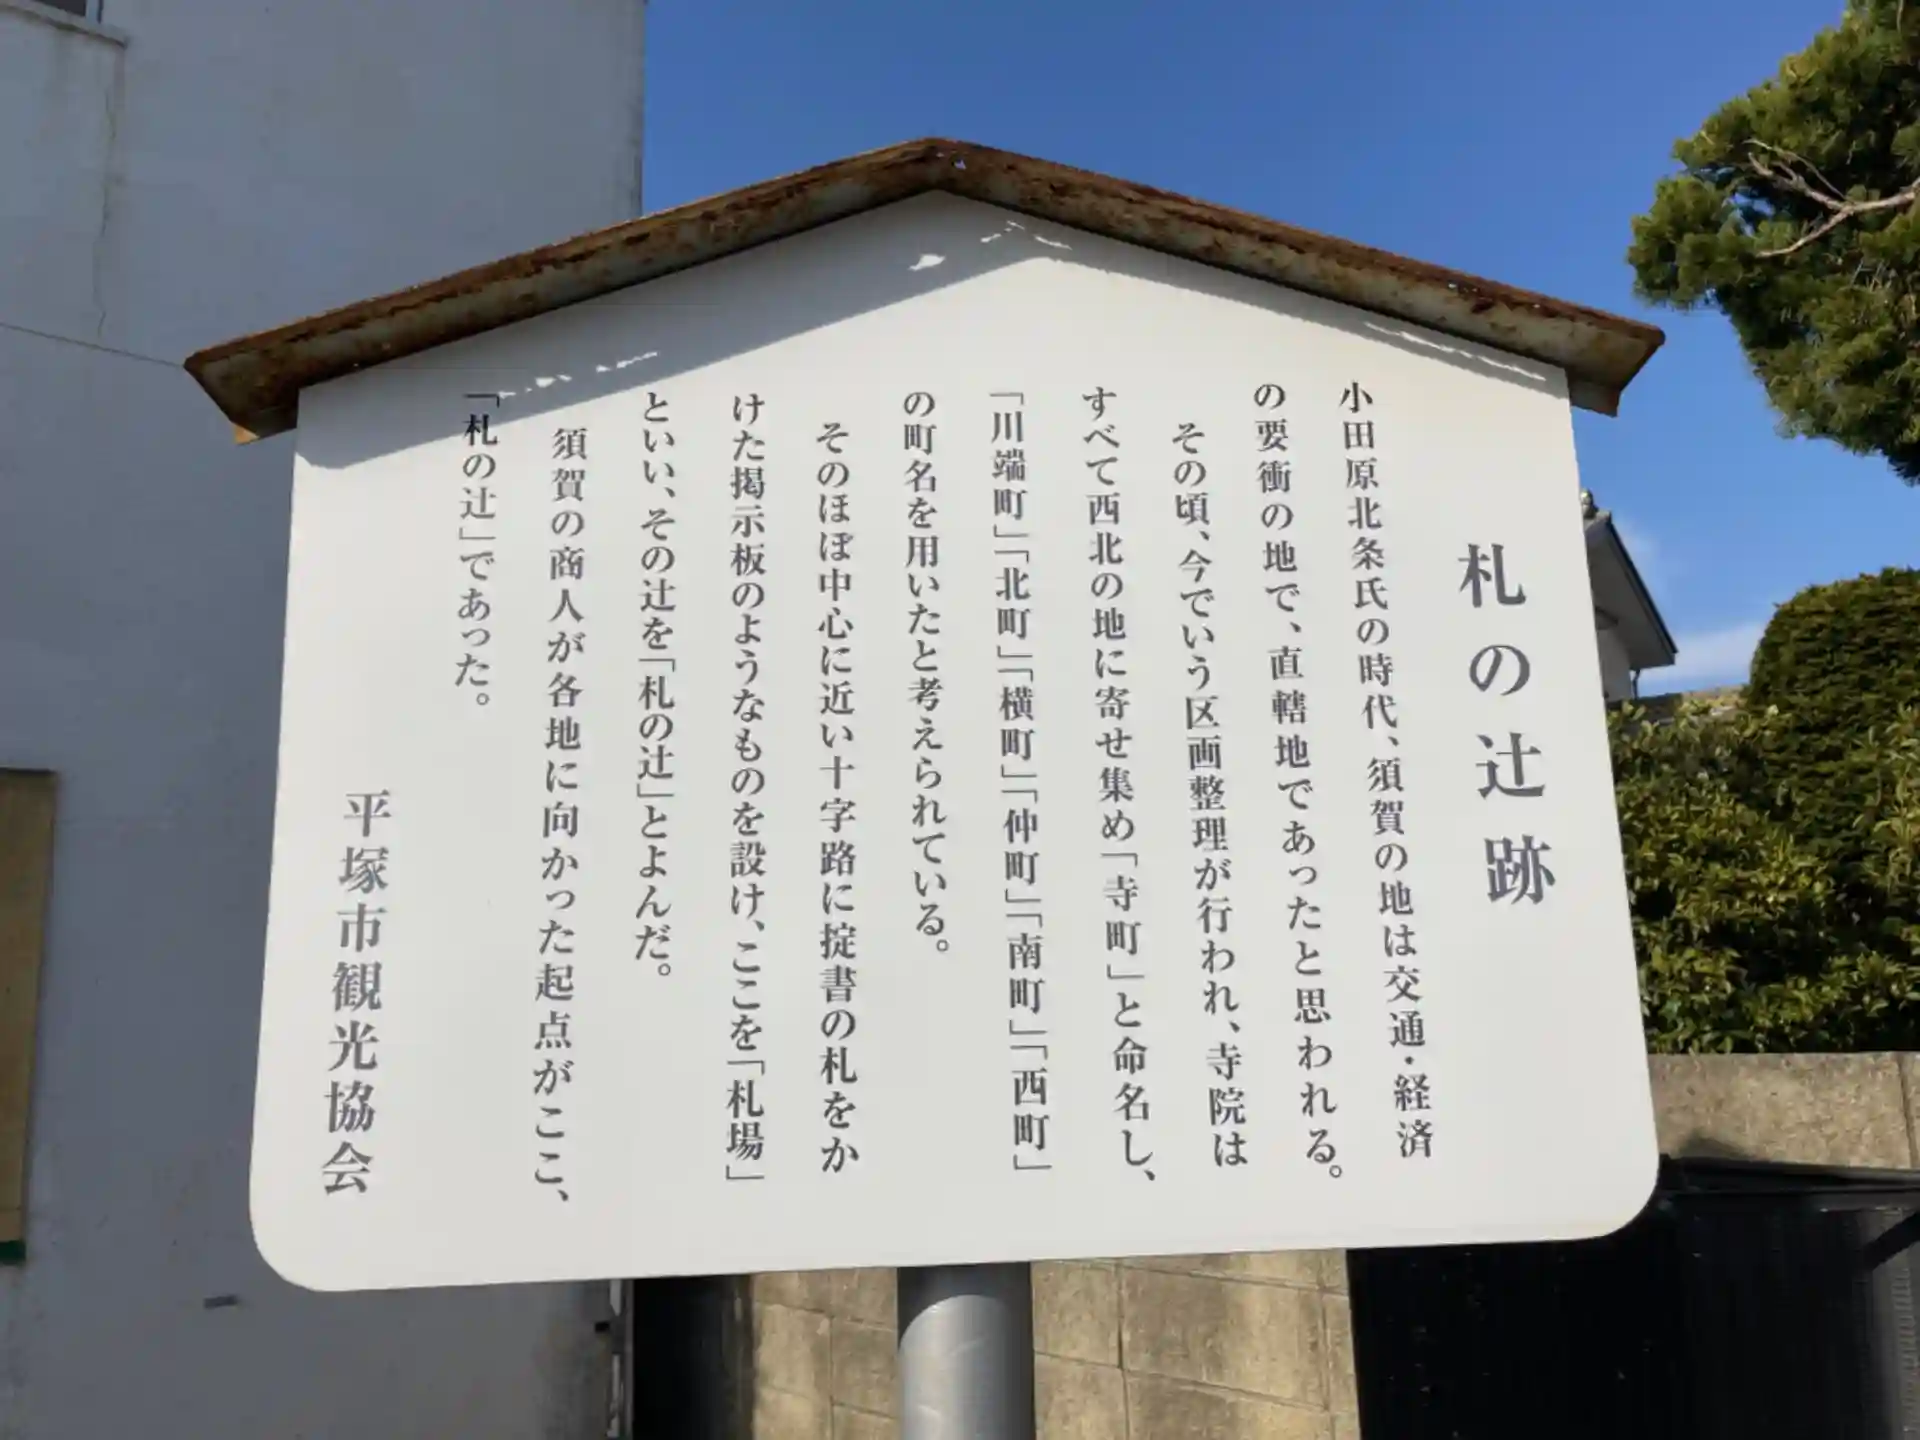 札の辻跡
小田原北条氏の時代、須賀の地は交通・経済
の要衝の地で、直轄地であったと思われる。
その頃、今でいう区画整理が行われ、寺院は
すべて西北の地に寄せ集め「寺町」と命名し、
「川端町」「北町」「横町」「仲町」「南町」「西町」
の町名を用いたと考えられている。
そのほぼ中心に近い十字路に掟書の札をか
けた掲示板のようなものを設け、ここを「札場」
といい、その辻を「札の辻」とよんだ。
須賀の商人が各地に向かった起点がここ、
「札の辻」であった。
平塚市観光協会